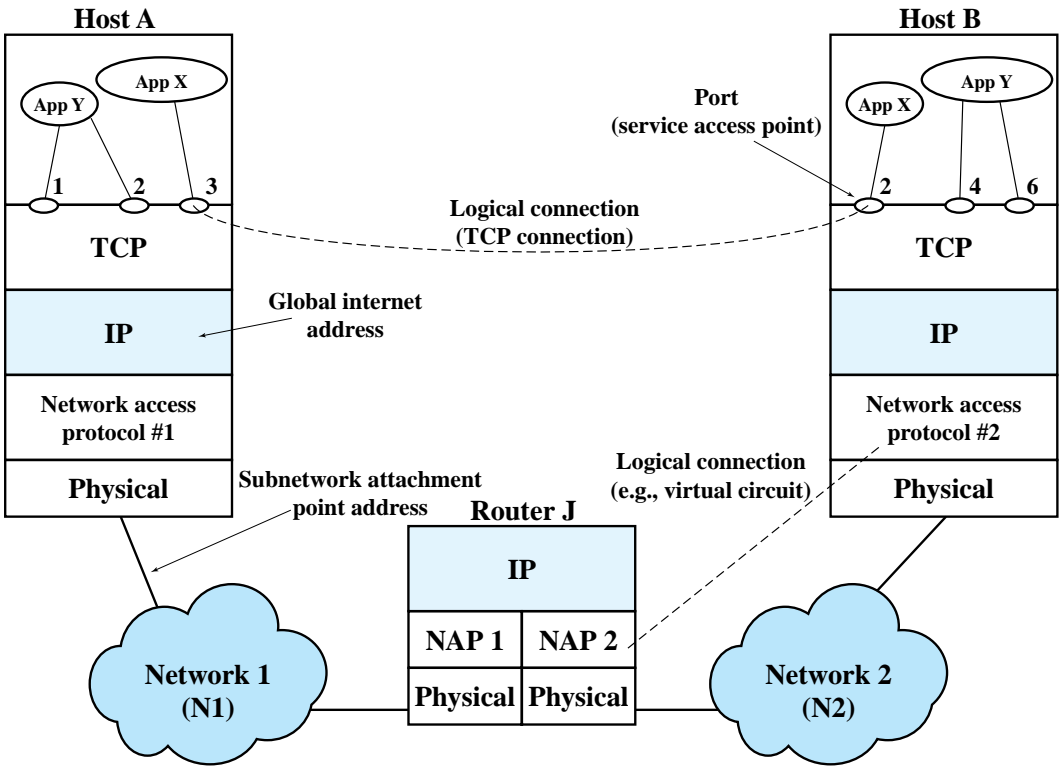 Host A
Host B
App X
App Y
App Y
App X
Port
(service access point)
1
2
3
2
4
6
Logical connection
(TCP connection)
TCP
TCP
Global internet
address
IP
IP
Network access
protocol #1
Network access
protocol #2
Logical connection
(e.g., virtual circuit)
Physical
Physical
Subnetwork attachment
point address
Router J
IP
NAP 1
NAP 2
Physical
Physical
Network 1
(N1)
Network 2
(N2)